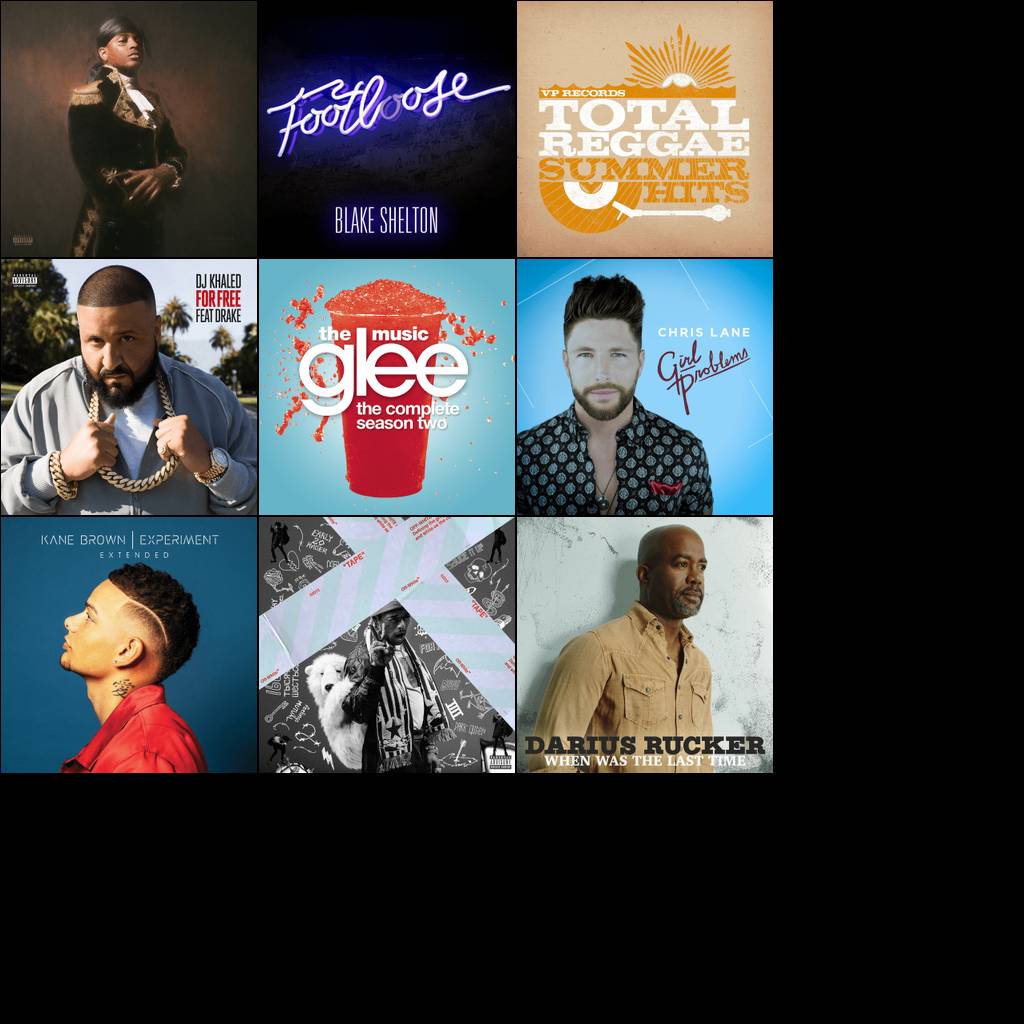 Footloose
BLAKE SHELTON
VP RECORDS
TOTAL
REGGAE
SUMMER
HITS
DJ KHALED
FOR FREE
FEAT DRAKE
the music
glee
the complete
season two
CHRIS LANE
Girl
Problems
KANE BROWN | EXPERIMENT
EXTENDED
"TAPE"
"TAPE"
DARIUS RUCKER
WHEN WAS THE LAST TIME